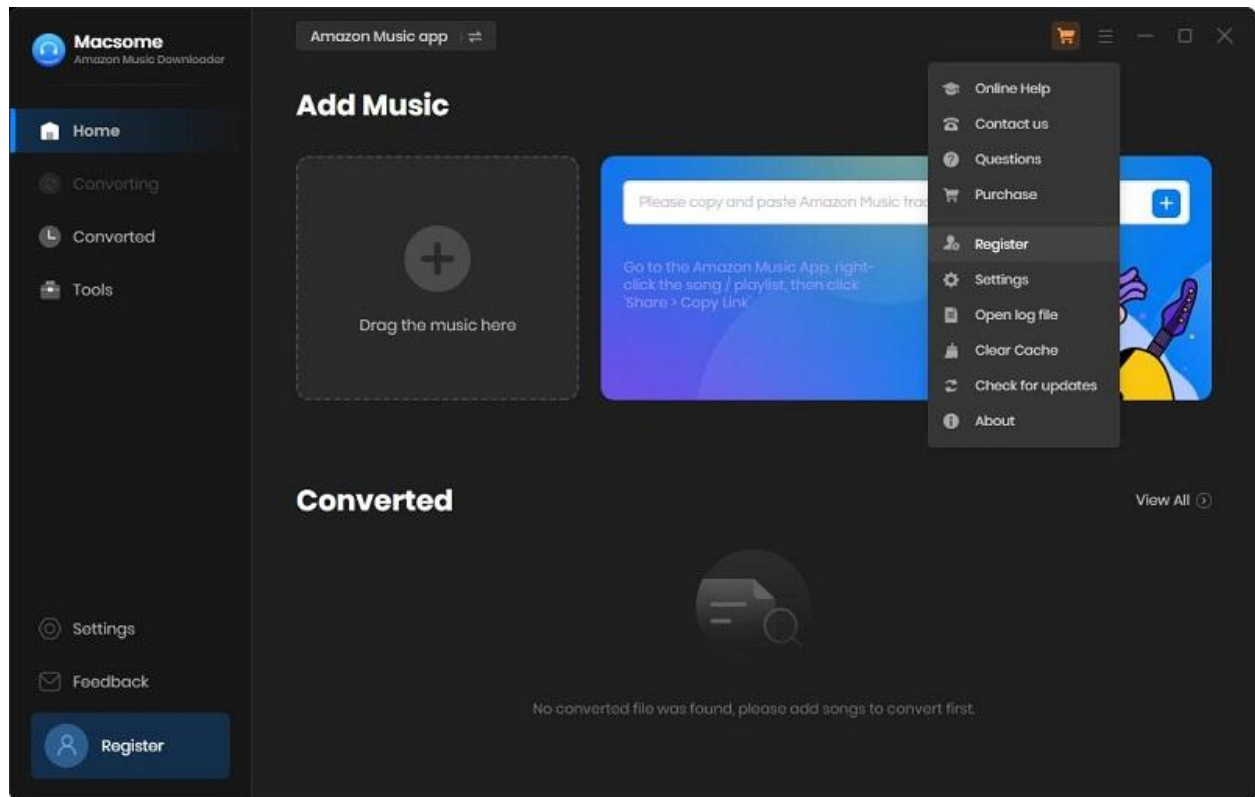 Macsome
Amazon Music Downloader
Home
Converting
Converted
Tools
Settings
Feedback
Register
Amazon Music app
Add Music
Drag the music here
Please copy and paste Amazon Music trac
Go to the Amazon Music App, right-
click the song / playlist, then click
'Share > Copy Link'
Online Help
Contact us
Questions
Purchase
Register
Settings
Open log file
Clear Cache
Check for updates
About
Converted
View All
No converted file was found, please add songs to convert first.